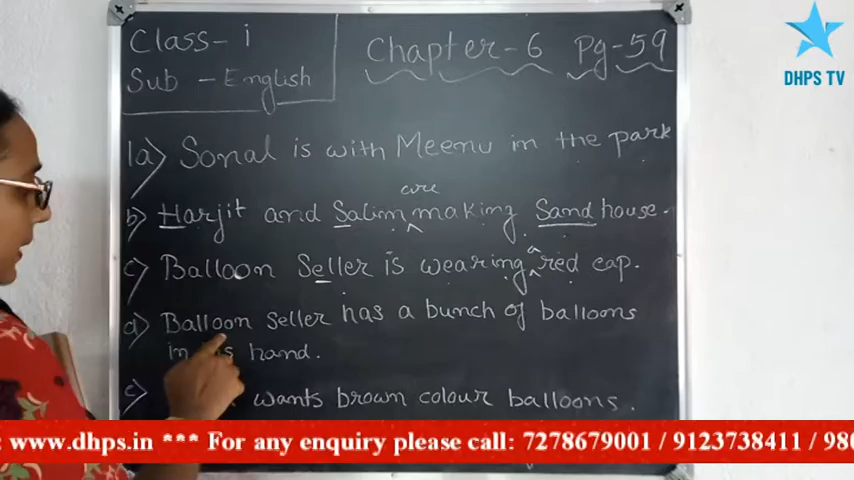 Class- i
Sub - English
Chapter-6 Pg-59
DHPS TV
1a) Sonal is with Meenu in the park
are
b) Harjit and Salim ^ making Sand house.
a
c) Balloon Seller is wearing ^ red cap.
d) Balloon Seller has a bunch of balloons
in hand.
e) wants brown colour balloons.
: www.dhps.in *** For any enquiry please call: 7278679001 / 9123738411 / 980